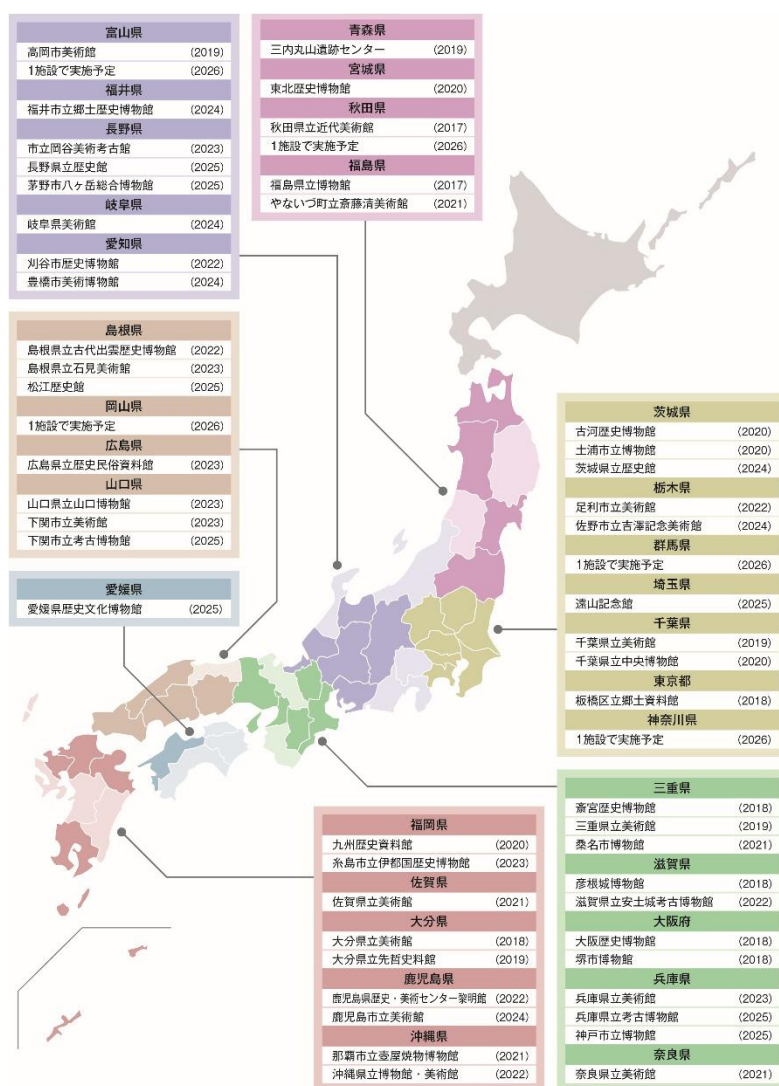 富山県
高岡市美術館 (2019)
1施設で実施予定 (2026)
福井県
福井市立郷土歴史博物館 (2024)
長野県
市立岡谷美術考古館 (2023)
長野県立歴史館 (2025)
茅野市八ヶ岳総合博物館 (2025)
岐阜県
岐阜県美術館 (2024)
愛知県
刈谷市歴史博物館 (2022)
豊橋市美術博物館 (2024)
青森県
三内丸山遺跡センター (2019)
宮城県
東北歴史博物館 (2020)
秋田県
秋田県立近代美術館 (2017)
1施設で実施予定 (2026)
福島県
福島県立博物館 (2017)
やないづ町立斎藤清美術館 (2021)
島根県
島根県立古代出雲歴史博物館 (2022)
島根県立石見美術館 (2023)
松江歴史館 (2025)
岡山県
1施設で実施予定 (2026)
広島県
広島県立歴史民俗資料館 (2023)
山口県
山口県立山口博物館 (2023)
下関市立美術館 (2023)
下関市立考古博物館 (2025)
愛媛県
愛媛県歴史文化博物館 (2025)
茨城県
古河歴史博物館 (2020)
土浦市立博物館 (2020)
茨城県立歴史館 (2024)
栃木県
足利市立美術館 (2022)
佐野市立吉澤記念美術館 (2024)
群馬県
1施設で実施予定 (2026)
埼玉県
遠山記念館 (2025)
千葉県
千葉県立美術館 (2019)
千葉県立中央博物館 (2020)
東京都
板橋区立郷土資料館 (2018)
神奈川県
1施設で実施予定 (2026)
福岡県
九州歴史資料館 (2020)
糸島市立伊都国歴史博物館 (2023)
佐賀県
佐賀県立美術館 (2021)
大分県
大分県立美術館 (2018)
大分県立先哲史料館 (2019)
鹿児島県
鹿児島県歴史・美術センター黎明館 (2022)
鹿児島市立美術館 (2024)
沖縄県
那覇市立壺屋焼物博物館 (2021)
沖縄県立博物館・美術館 (2022)
三重県
斎宮歴史博物館 (2018)
三重県立美術館 (2019)
桑名市博物館 (2021)
滋賀県
彦根城博物館 (2018)
滋賀県立安土城考古博物館 (2022)
大阪府
大阪歴史博物館 (2018)
堺市博物館 (2018)
兵庫県
兵庫県立美術館 (2023)
兵庫県立考古博物館 (2025)
神戸市立博物館 (2025)
奈良県
奈良県立美術館 (2021)